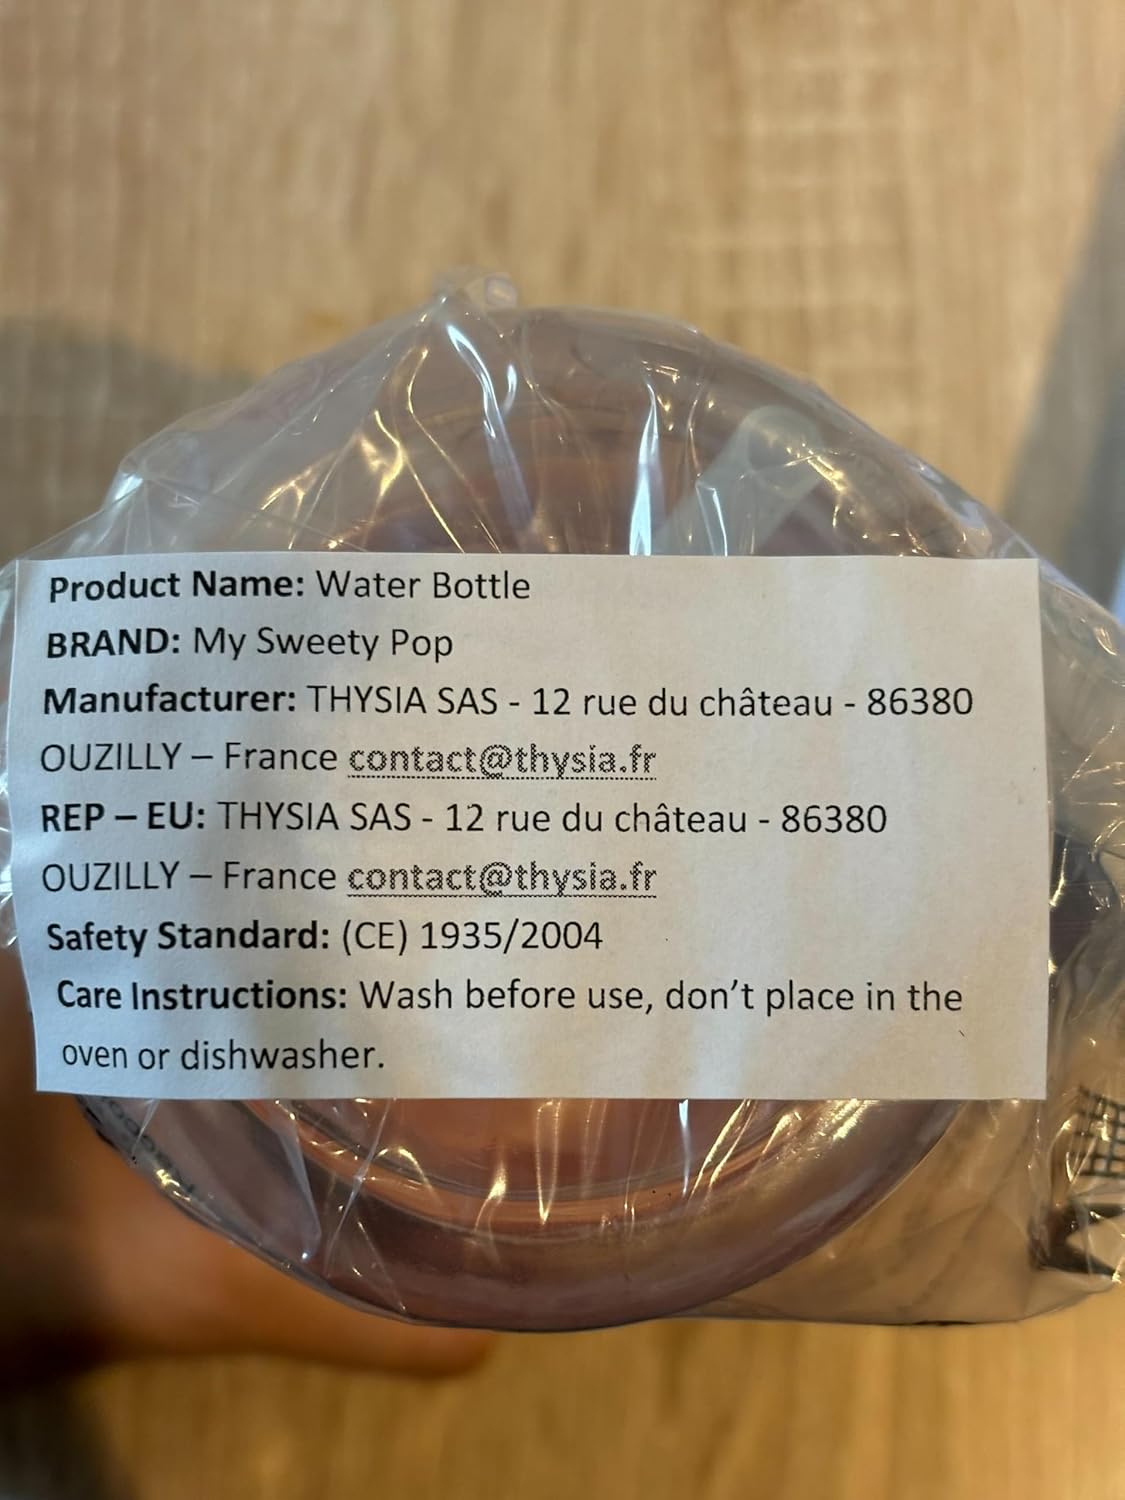 Product Name: Water Bottle
BRAND: My Sweety Pop
Manufacturer: THYSIA SAS - 12 rue du château - 86380
OUZILLY – France contact@thysia.fr
REP – EU: THYSIA SAS - 12 rue du château - 86380
OUZILLY – France contact@thysia.fr
Safety Standard: (CE) 1935/2004
Care Instructions: Wash before use, don't place in the
oven or dishwasher.